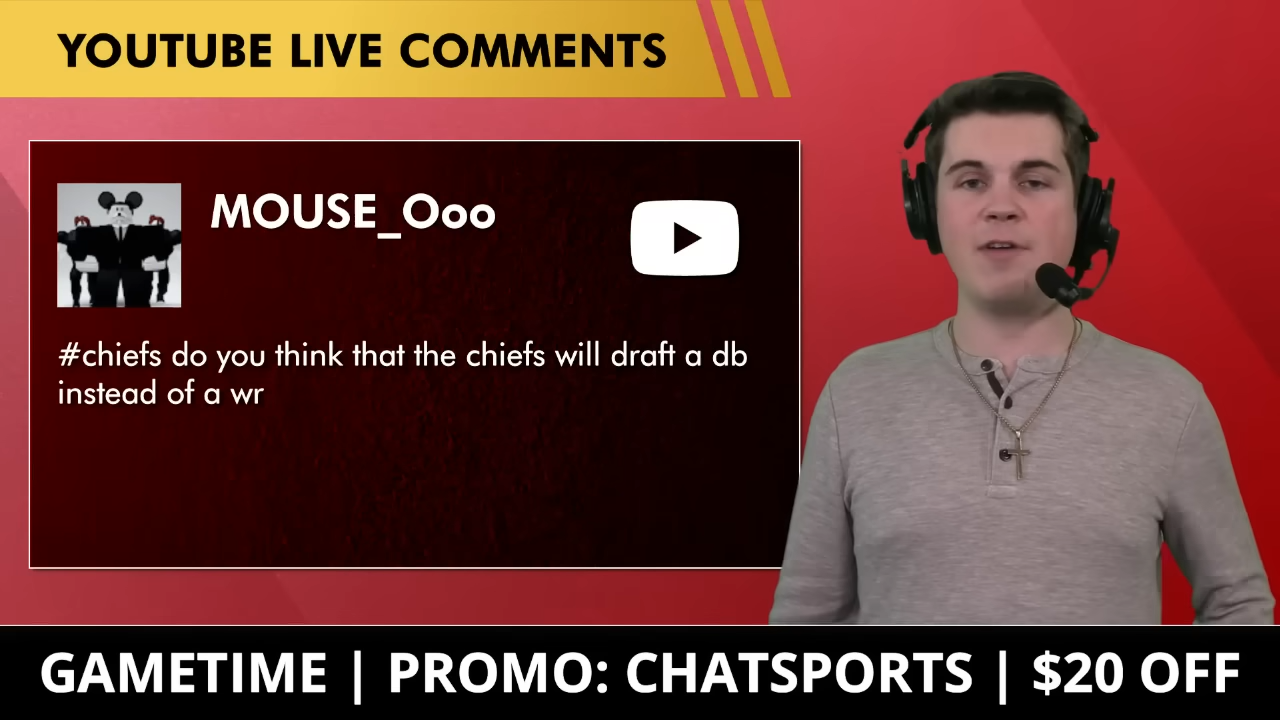 YOUTUBE LIVE COMMENTS
MOUSE_Ooo
#chiefs do you think that the chiefs will draft a db
instead of a wr
GAMETIME | PROMO: CHATSPORTS | $20 OFF